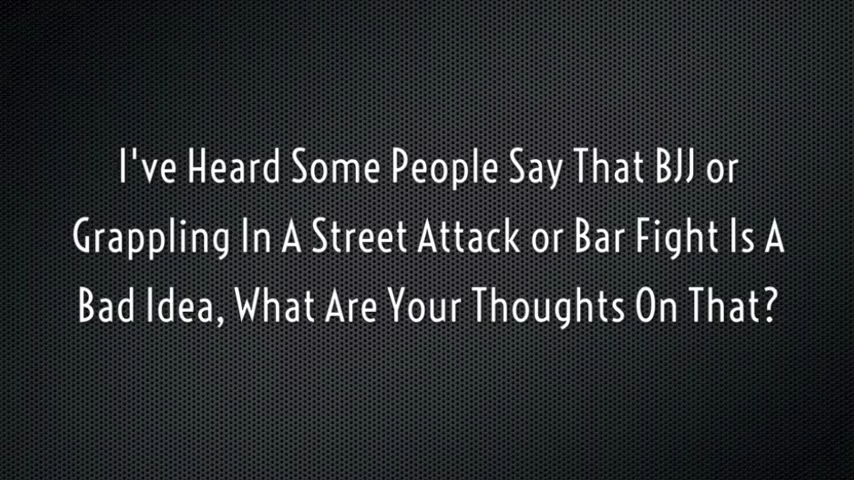 I've Heard Some People Say That BJJ or
Grappling In A Street Attack or Bar Fight Is A
Bad Idea, What Are Your Thoughts On That?